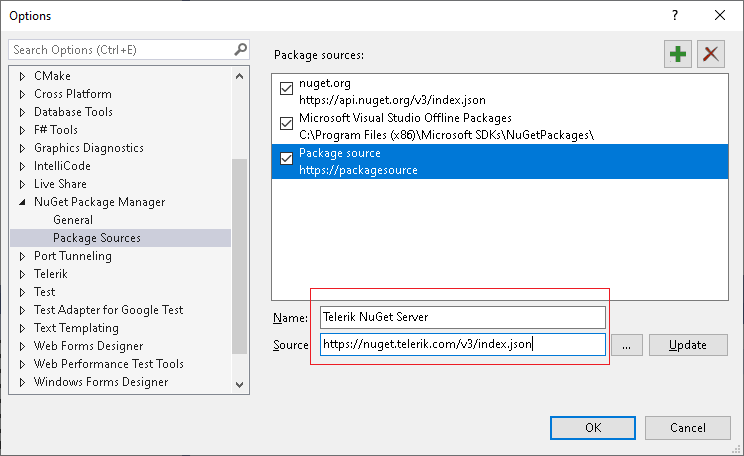 Options
Search Options (Ctrl+E)
CMake
Cross Platform
Database Tools
F# Tools
Graphics Diagnostics
IntelliCode
Live Share
NuGet Package Manager
General
Package Sources
Port Tunneling
Telerik
Test
Test Adapter for Google Test
Text Templating
Web Forms Designer
Web Performance Test Tools
Windows Forms Designer
Package sources:
nuget.org
https://api.nuget.org/v3/index.json
Microsoft Visual Studio Offline Packages
C:\Program Files (x86)\Microsoft SDKs\NuGetPackages\
Package source
https://packagesource
Name: Telerik NuGet Server
Source https://nuget.telerik.com/v3/index.json ... Update
OK Cancel